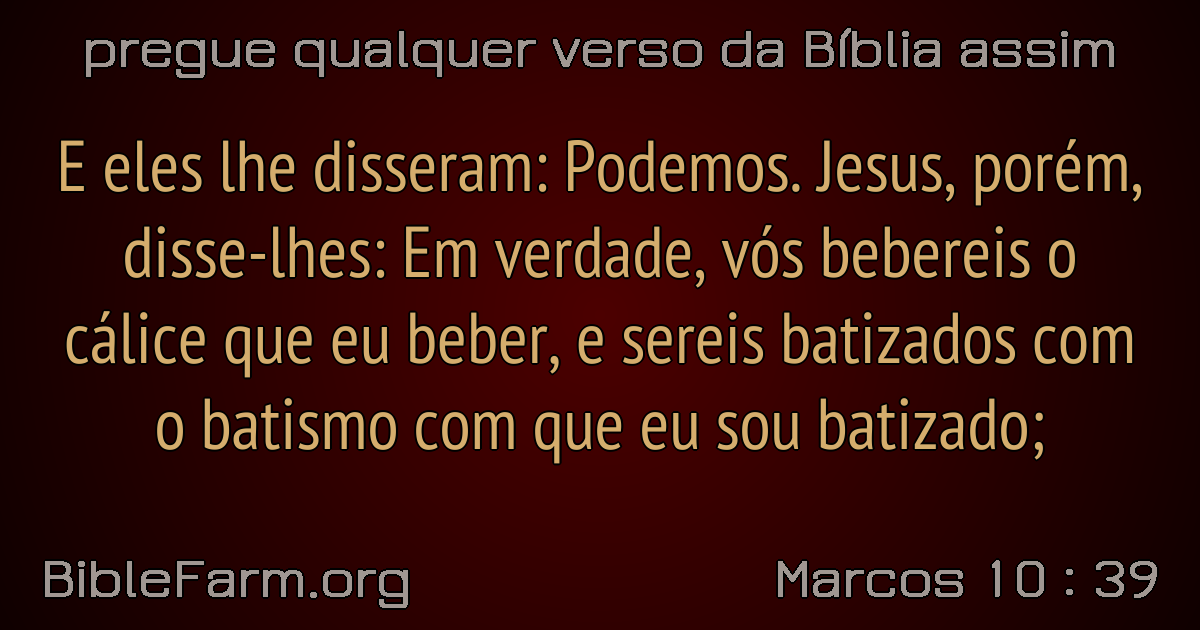 pregue qualquer verso da Bíblia assim
E eles lhe disseram: Podemos. Jesus, porém,
disse-lhes: Em verdade, vós bebereis o
cálice que eu beber, e sereis batizados com
o batismo com que eu sou batizado;
BibleFarm.org
Marcos 10 : 39